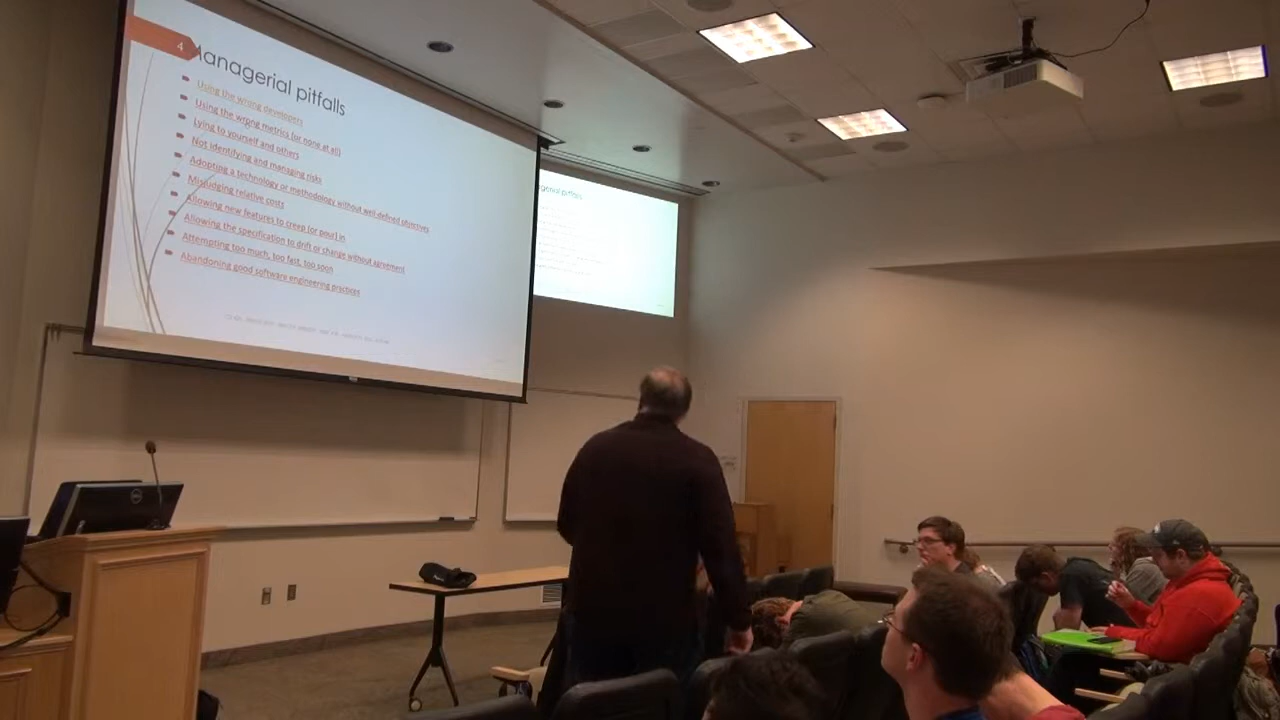 4
Managerial pitfalls
Using the wrong developers
Using the wrong metrics (or none at all)
Lying to yourself and others
Not identifying and managing risks
Adopting a technology or methodology without well-defined objectives
Misjudging relative costs
Allowing new features to creep (or pour) in
Allowing the specification to drift or change without agreement
Attempting too much, too fast, too soon
Abandoning good software engineering practices
gerial pitfalls
DELL